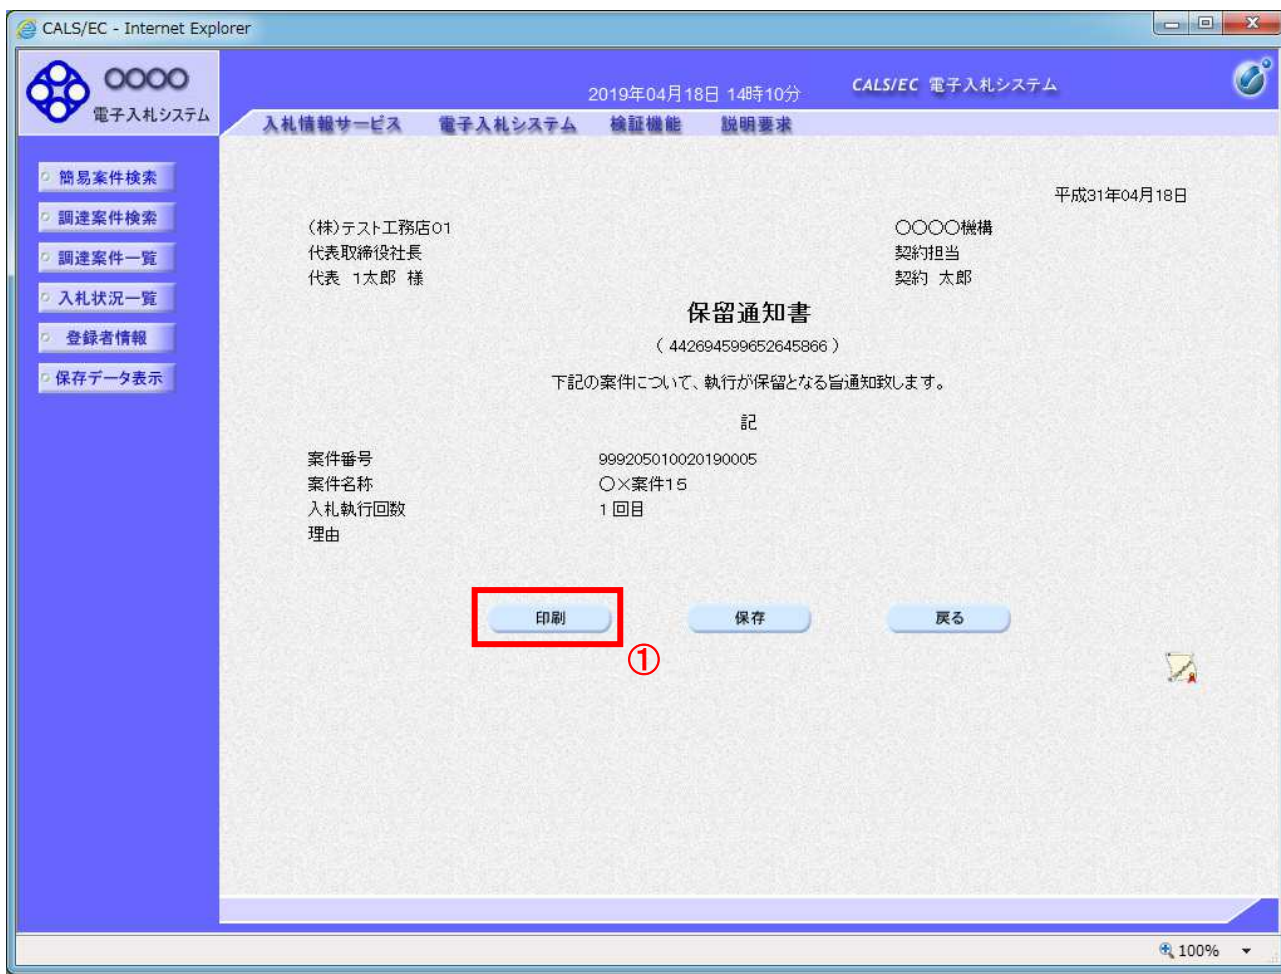 CALS/EC - Internet Explorer
〇〇〇〇
電子入札システム
2019年04月18日 14時10分
CALS/EC 電子入札システム
入札情報サービス 電子入札システム 検証機能 説明要求
簡易案件検索
調達案件検索
調達案件一覧
入札状況一覧
登録者情報
保存データ表示
平成31年04月18日
(株)テスト工務店01
〇〇〇〇機構
代表取締役社長
契約担当
代表 1太郎 様
契約 太郎
保留通知書
( 442694599652645866 )
下記の案件について、執行が保留となる旨通知致します。
記
案件番号 999205010020190005
案件名称 〇×案件15
入札執行回数 1回目
理由
印刷 保存 戻る
①
100%